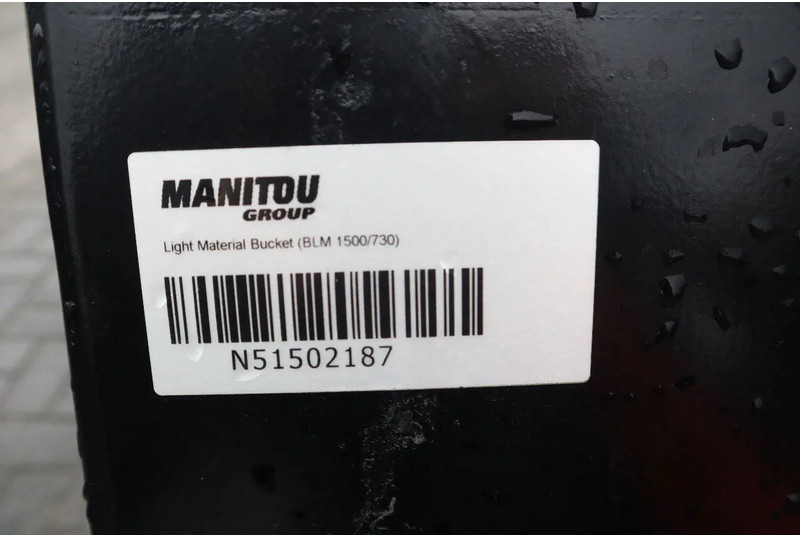 MANITOU
GROUP
Light Material Bucket (BLM 1500/730)
N51502187